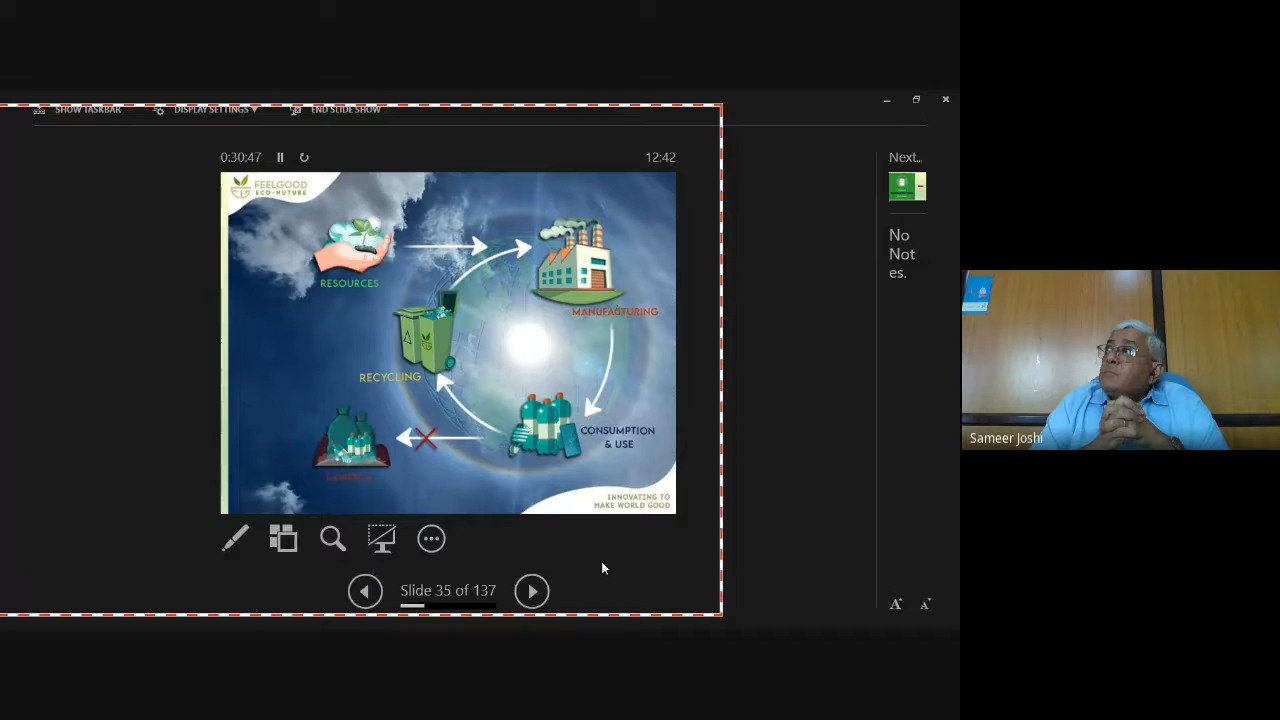 SHOW TASKBAR
DISPLAY SETTINGS
END SLIDE SHOW
0:30:47
12:42
Next...
FEELGOOD
ECO-NUTURE
RESOURCES
MANUFACTURING
RECYCLING
CONSUMPTION
& USE
INNOVATING TO
MAKE WORLD GOOD
No
Not
es.
Sameer Joshi
Slide 35 of 137
A
A